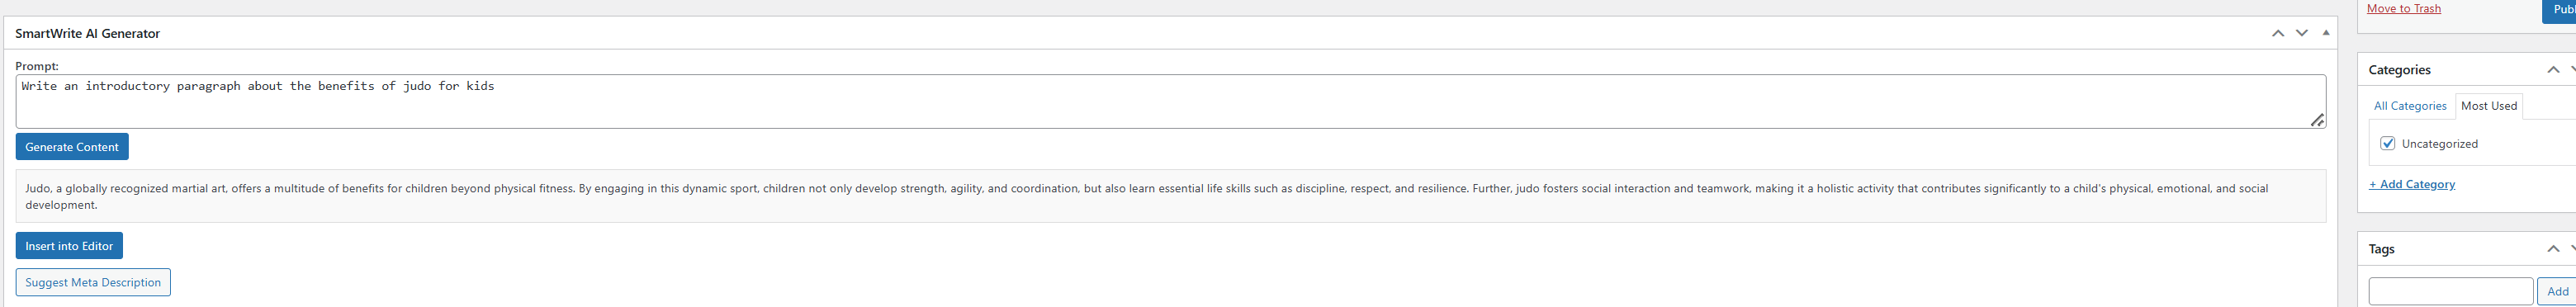 SmartWrite AI Generator
Prompt:
Write an introductory paragraph about the benefits of judo for kids
Generate Content
Judo, a globally recognized martial art, offers a multitude of benefits for children beyond physical fitness. By engaging in this dynamic sport, children not only develop strength, agility, and coordination, but also learn essential life skills such as discipline, respect, and resilience. Further, judo fosters social interaction and teamwork, making it a holistic activity that contributes significantly to a child's physical, emotional, and social
development.
Insert into Editor
Suggest Meta Description
Move to Trash
Publ
Categories
All Categories Most Used
Uncategorized
+ Add Category
Tags
Add